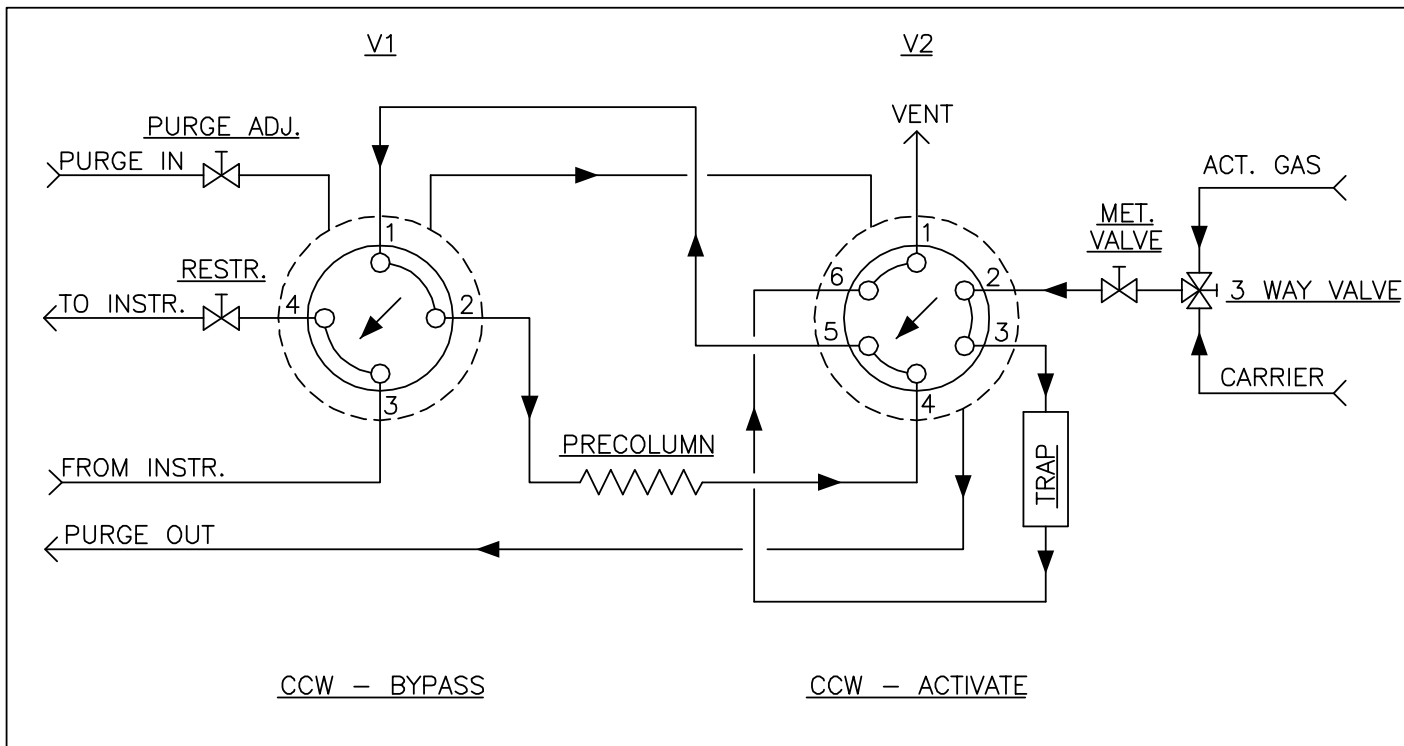 V1
V2
PURGE ADJ.
PURGE IN
VENT
ACT. GAS
MET.
VALVE
RESTR.
TO INSTR.
3 WAY VALVE
1
2
3
4
1
2
3
4
5
6
CARRIER
FROM INSTR.
PRECOLUMN
TRAP
PURGE OUT
CCW - BYPASS
CCW - ACTIVATE